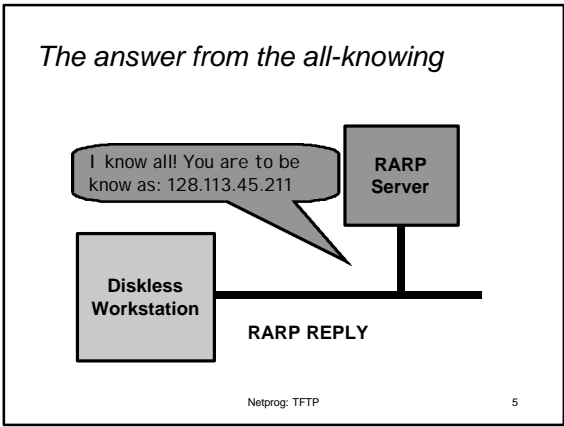 The answer from the all-knowing
I know all! You are to be
know as: 128.113.45.211
RARP
Server
Diskless
Workstation
RARP REPLY
Netprog: TFTP
5